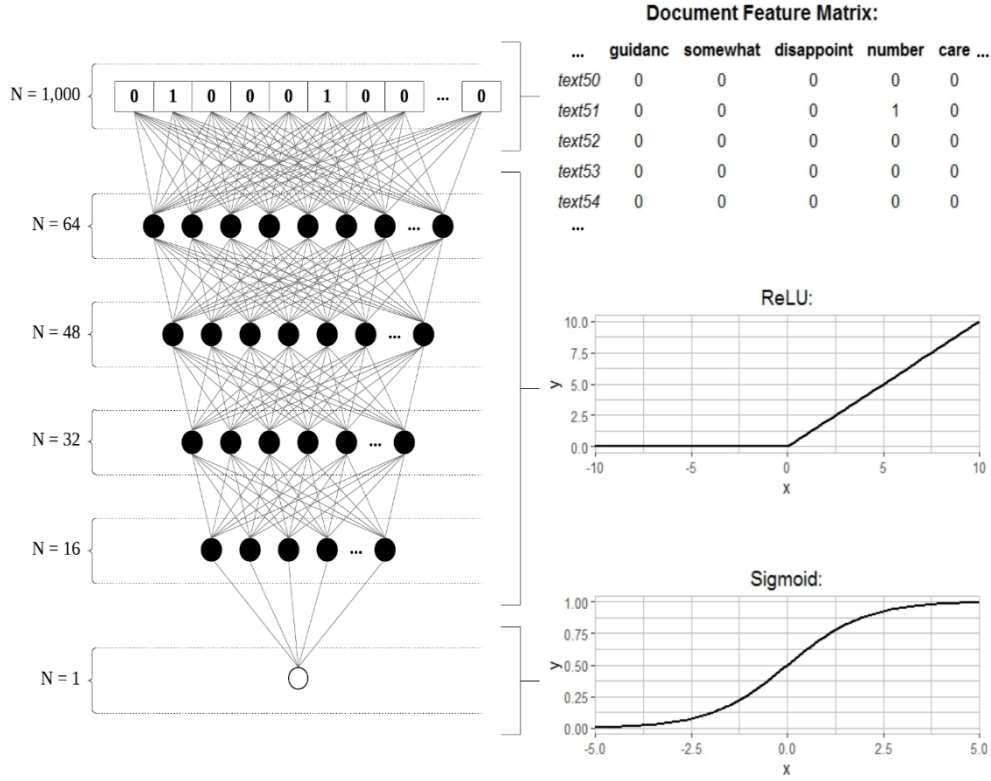 N = 1,000
0 1 0 0 0 1 0 0 ... 0
N = 64
...
N = 48
...
N = 32
...
N = 16
...
N = 1
Document Feature Matrix:
... guidanc somewhat disappoint number care ...
text50 0 0 0 0 0
text51 0 0 0 1 0
text52 0 0 0 0 0
text53 0 0 0 0 0
text54 0 0 0 0 0
...
ReLU:
10.0
7.5
5.0
2.5
0.0
y
-10 -5 0 5 10
x
Sigmoid:
1.00
0.75
0.50
0.25
0.00
y
-5.0 -2.5 0.0 2.5 5.0
x